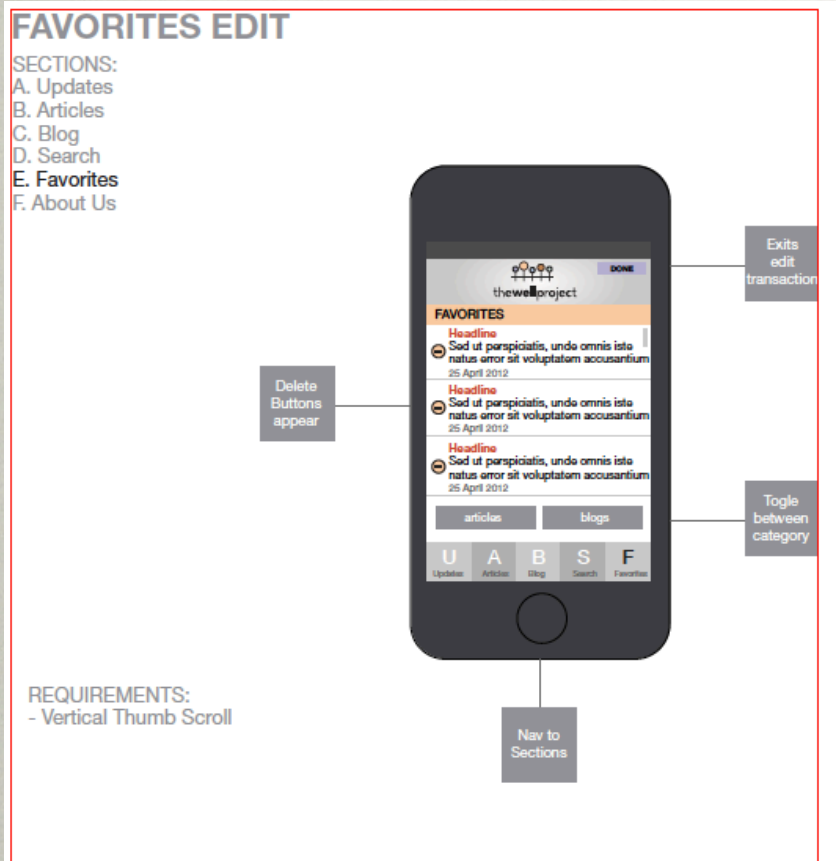 FAVORITES EDIT
SECTIONS:
A. Updates
B. Articles
C. Blog
D. Search
E. Favorites
F. About Us
Exits
edit
transaction
DONE
thewellproject
FAVORITES
Headline
Sed ut perspiciatis, unde omnis iste
natus error sit voluptatem accusantium
25 April 2012
Delete
Buttons
appear
Headline
Sed ut perspiciatis, unde omnis iste
natus error sit voluptatem accusantium
25 April 2012
Headline
Sed ut perspiciatis, unde omnis iste
natus error sit voluptatem accusantium
25 April 2012
Togle
between
category
articles blogs
U A B S F
Updates Articles Blog Search Favorites
REQUIREMENTS:
- Vertical Thumb Scroll
Nav to
Sections